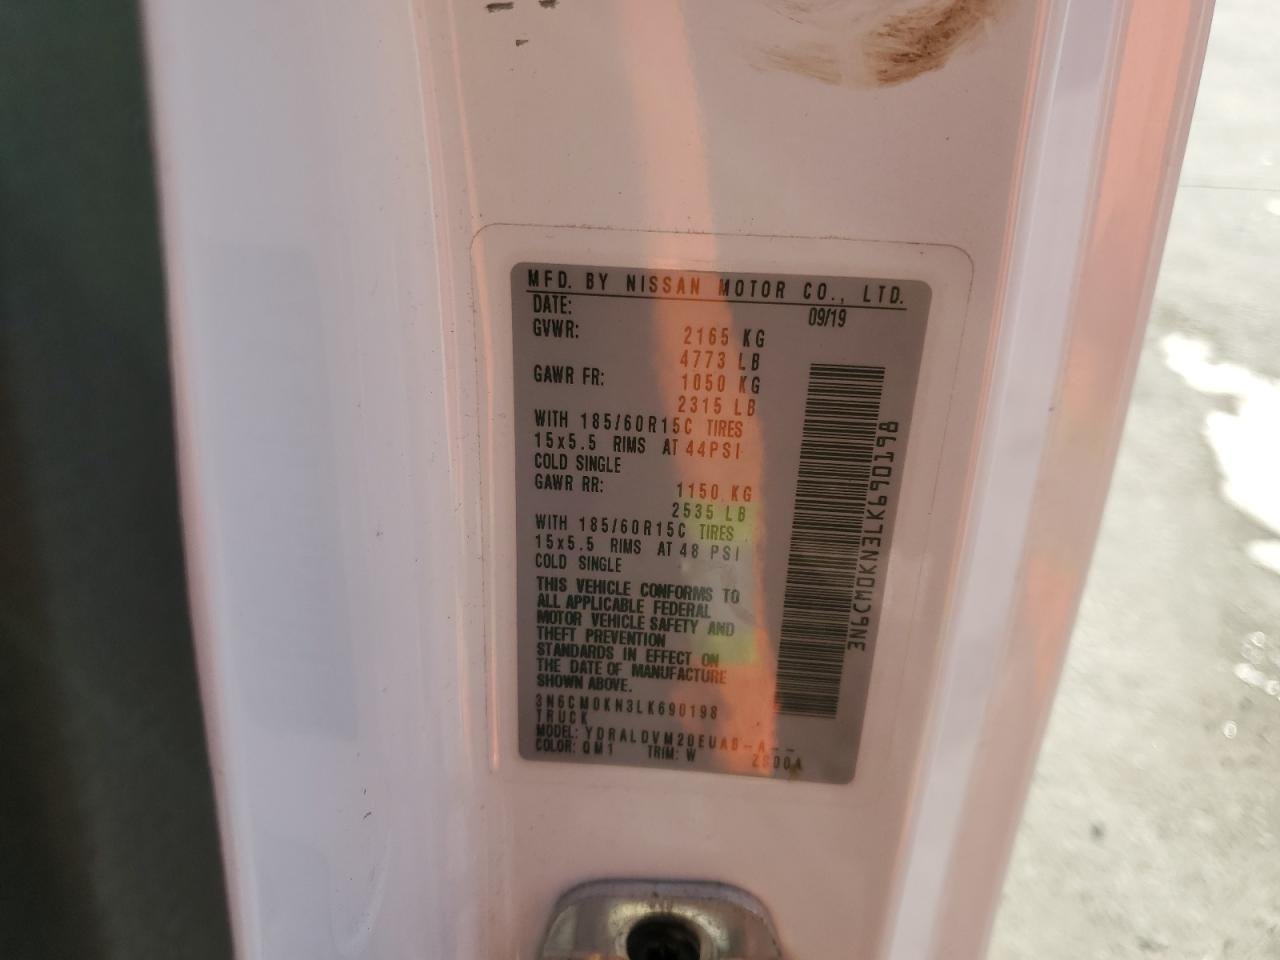 MFD. BY NISSAN MOTOR CO., LTD.
DATE: 09/19
GVWR: 2165 KG
4773 LB
GAWR FR: 1050 KG
2315 LB
WITH 185/60R15C TIRES
15x5.5 RIMS AT 44PSI
COLD SINGLE
GAWR RR: 1150 KG
2535 LB
WITH 185/60R15C TIRES
15x5.5 RIMS AT 48 PSI
COLD SINGLE
THIS VEHICLE CONFORMS TO
ALL APPLICABLE FEDERAL
MOTOR VEHICLE SAFETY AND
THEFT PREVENTION
STANDARDS IN EFFECT ON
THE DATE OF MANUFACTURE
SHOWN ABOVE.
3N6CM0KN3LK690198
TRUCK
MODEL:
COLOR: QM1 TRIM: W
3N6CM0KN3LK690198